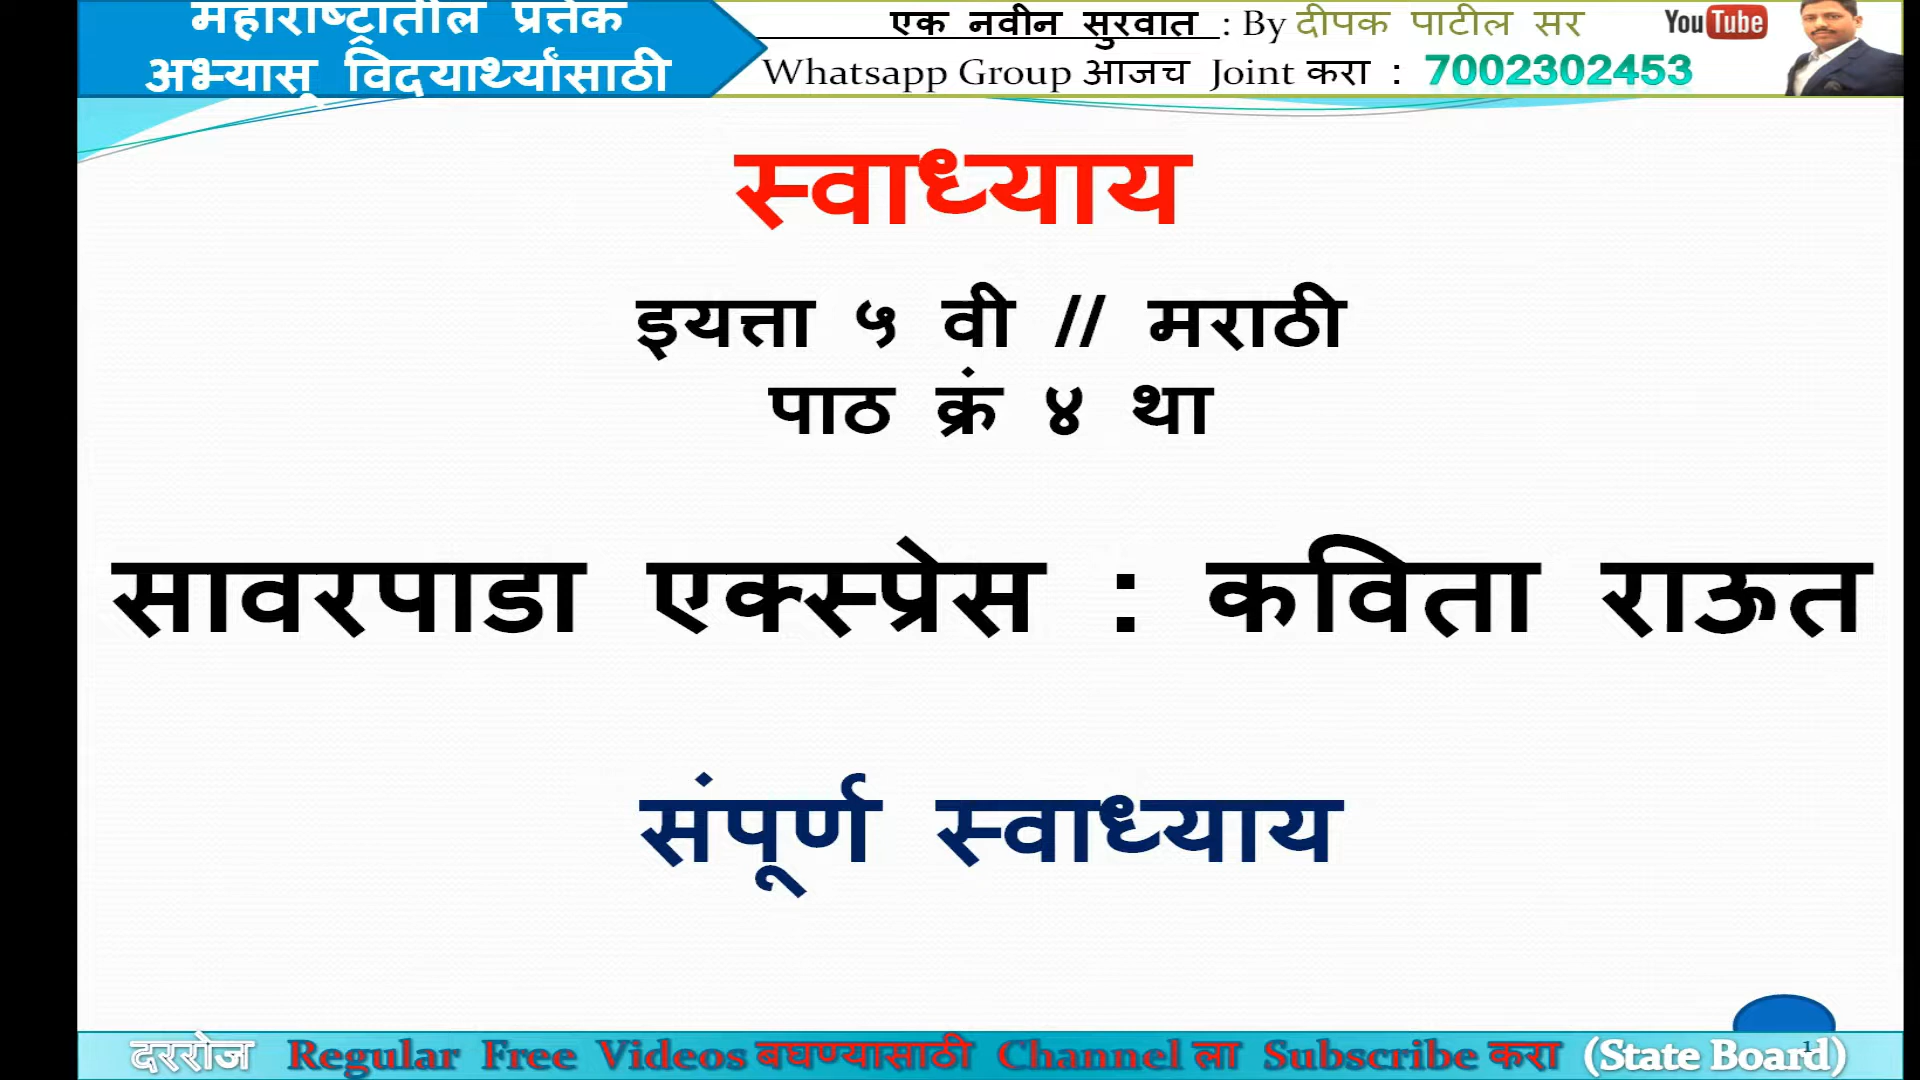 महाराष्ट्रातील प्रत्तेक
अभ्यासू विदयार्थ्यांसाठी
एक नवीन सुरवात : By दीपक पाटील सर
YouTube
Whatsapp Group आजच Joint करा : 7002302453
स्वाध्याय
इयत्ता ५ वी // मराठी
पाठ क्रं ४ था
सावरपाडा एक्स्प्रेस : कविता राऊत
संपूर्ण स्वाध्याय
दररोज Regular Free Videos बघण्यासाठी Channel ला Subscribe करा (State Board)
1